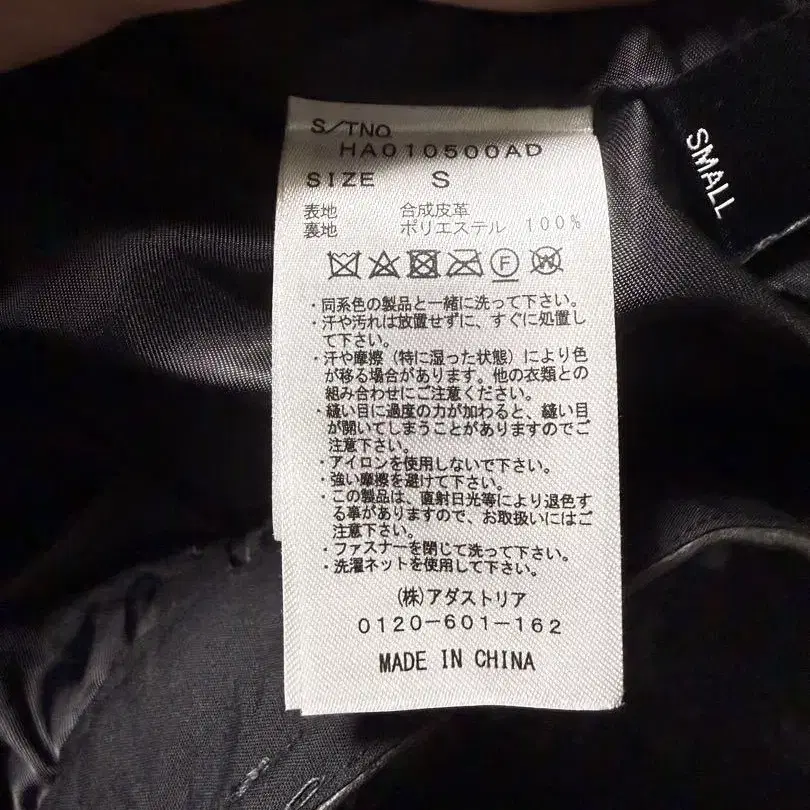 S/TNO
HA010500AD
SIZE S
表地 合成皮革
裏地 ポリエステル 100%
F W
・同系色の製品と一緒に洗って下さい。
・汗や汚れは放置せずに、すぐに処置し
て下さい。
・汗や摩擦（特に湿った状態）により色
が移る場合があります。他の衣類との
組み合わせにご注意ください。
・縫い目に過度の力が加わると、縫い目
が開いてしまうことがありますのでご
注意下さい。
・アイロンを使用しないで下さい。
・強い摩擦を避けて下さい。
・この製品は、直射日光等により退色す
る事がありますので、お取扱いにはご
注意下さい。
・ファスナーを閉じて洗って下さい。
・洗濯ネットを使用して下さい。
(株)アダストリア
0120-601-162
MADE IN CHINA
SMALL